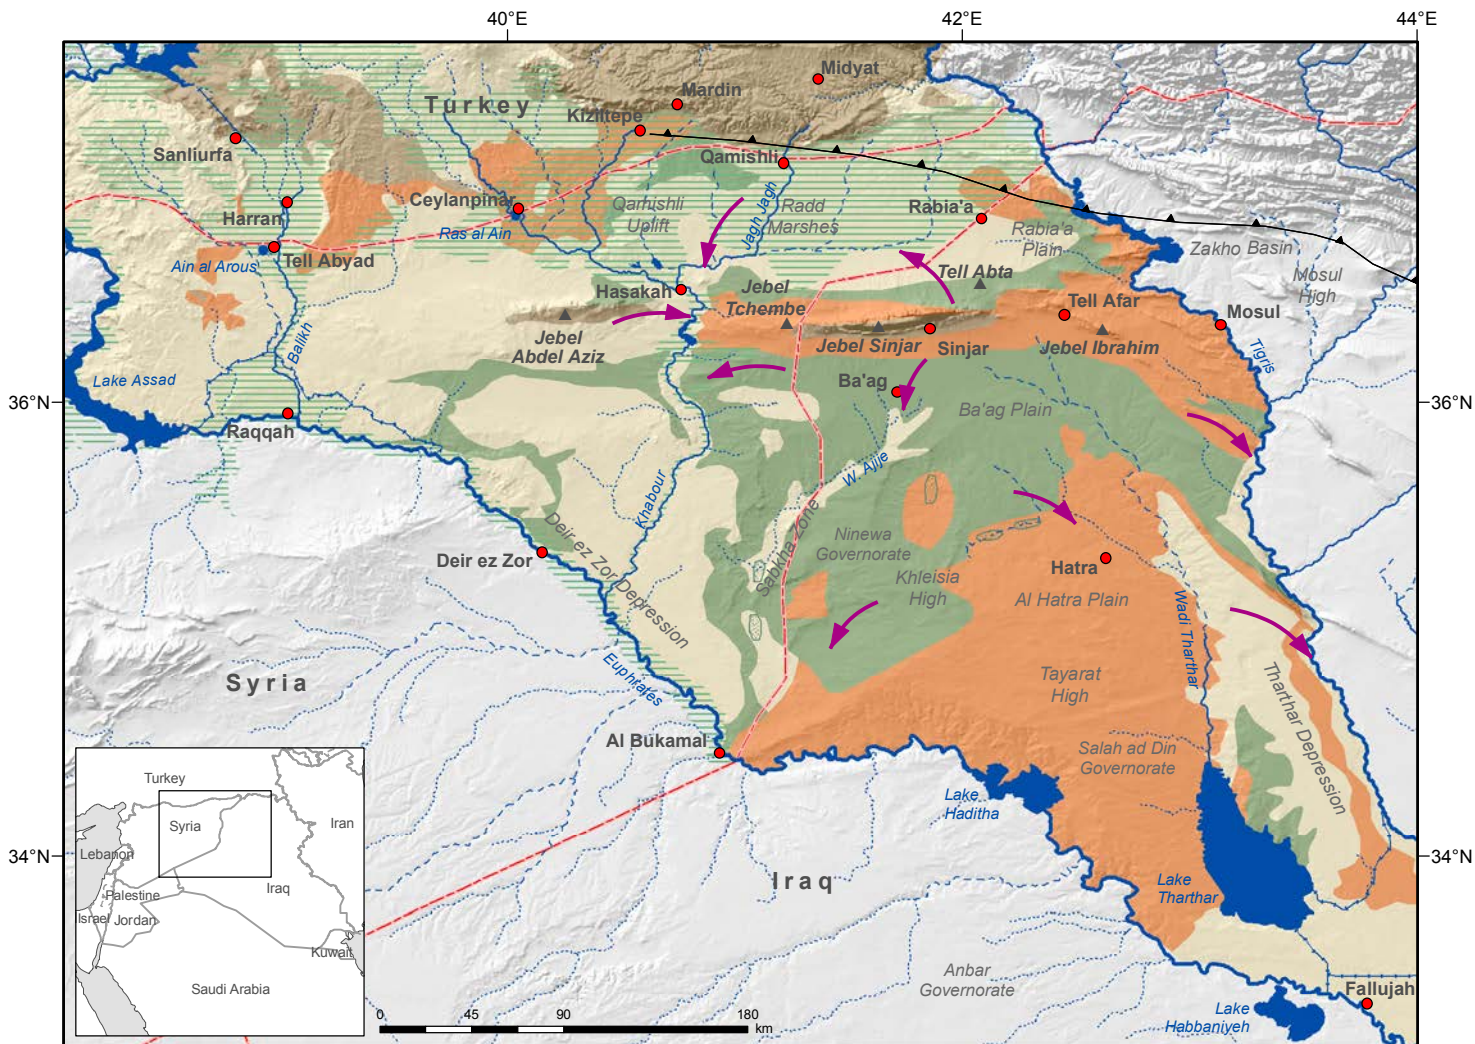 40°E
42°E
44°E
Midyat
Mardin
Turkey
Kiziltepe
Sanliurfa
Qamishli
Ceylanpinar
Harran
Ras al Ain
Qamishli
Uplift
Jagh Jagh
Radd
Marshes
Rabia'a
Rabia'a
Plain
Zakho Basin
Ain al Arous
Tell Abyad
Tell Abta
Mosul
High
Hasakah
Jebel
Tchembe
Tell Afar
Mosul
Jebel
Abdel Aziz
Jebel Sinjar
Sinjar
Jebel Ibrahim
Balikh
Tigris
Lake Assad
Ba'ag
36°N
36°N
Ba'ag Plain
Raqqah
W. Ajije
Khabour
Deir ez Zor
Deir ez Zor Depression
Sabkha Zone
Ninewa
Governorate
Khleisia
High
Hatra
Al Hatra Plain
Wadi Tharthar
Syria
Euphrates
Tayarat
High
Tharthar Depression
Al Bukamal
Salah ad Din
Governorate
Lake
Haditha
34°N
34°N
Iraq
Lake
Tharthar
Anbar
Governorate
Fallujah
Lake
Habbaniyeh
Turkey
Syria
Iran
Lebanon
Iraq
Palestine
Israel
Jordan
Kuwait
Saudi Arabia
0
45
90
180
km